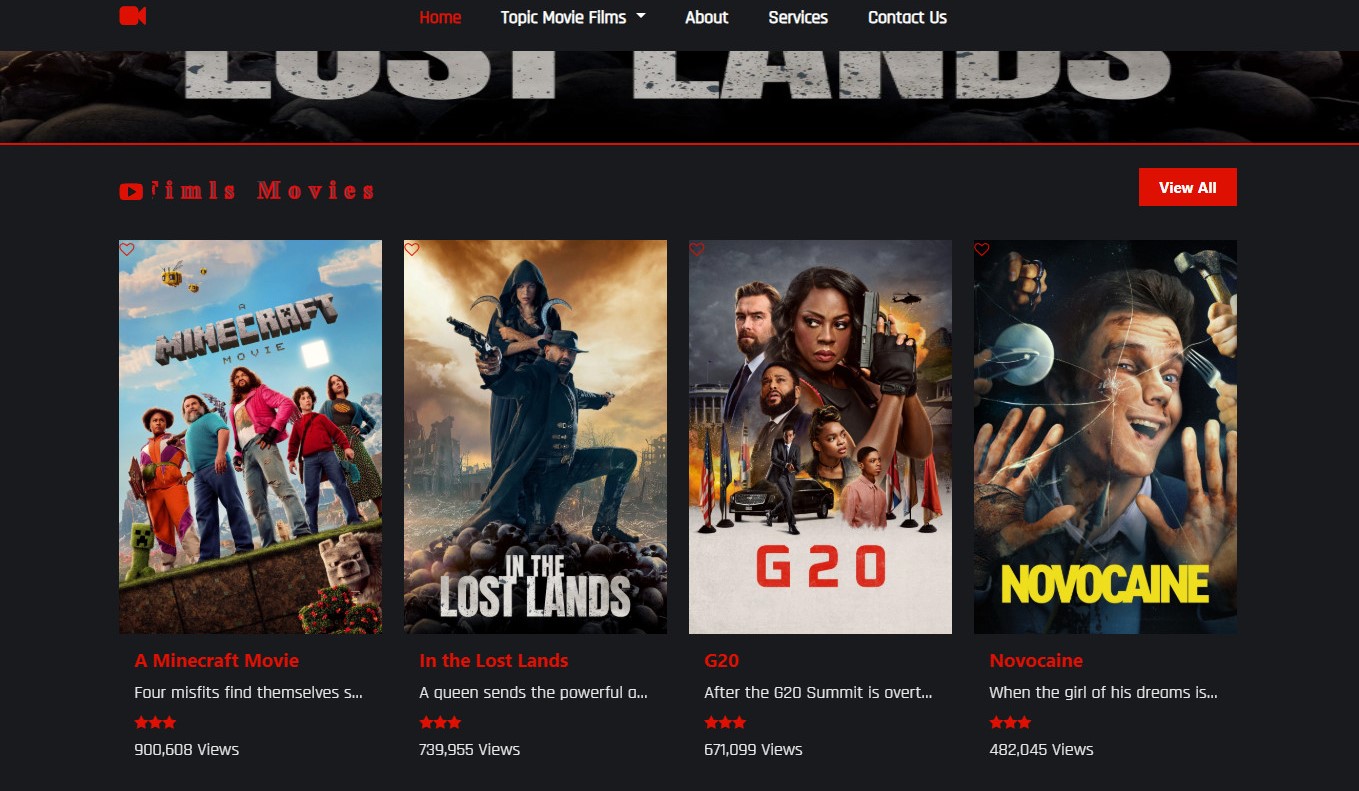 Home Topic Movie Films About Services Contact Us
LOST LANDS
imls Movies
View All
A
MINECRAFT
MOVIE
IN THE
LOST LANDS
G20
NOVOCAINE
A Minecraft Movie
Four misfits find themselves s...
900,608 Views
In the Lost Lands
A queen sends the powerful a...
739,955 Views
G20
After the G20 Summit is overt...
671,099 Views
Novocaine
When the girl of his dreams is...
482,045 Views